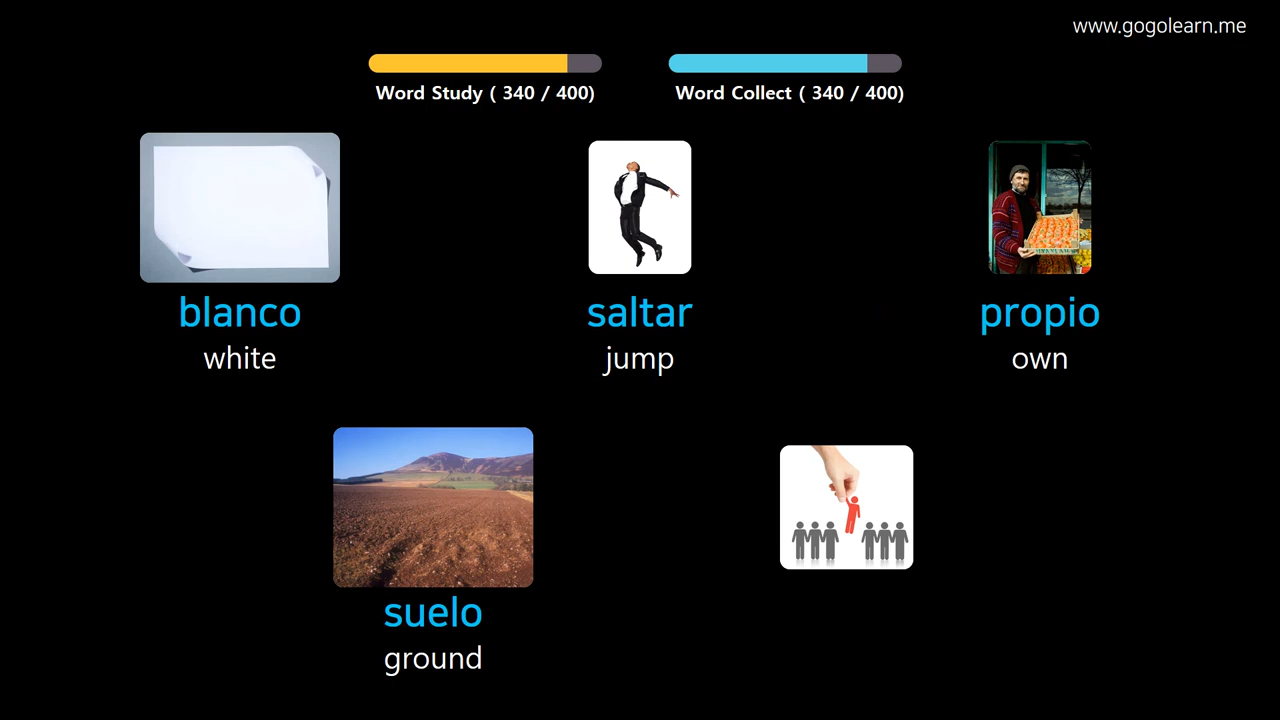 www.gogolearn.me
Word Study ( 340 / 400)
Word Collect ( 340 / 400)
blanco
white
saltar
jump
propio
own
suelo
ground